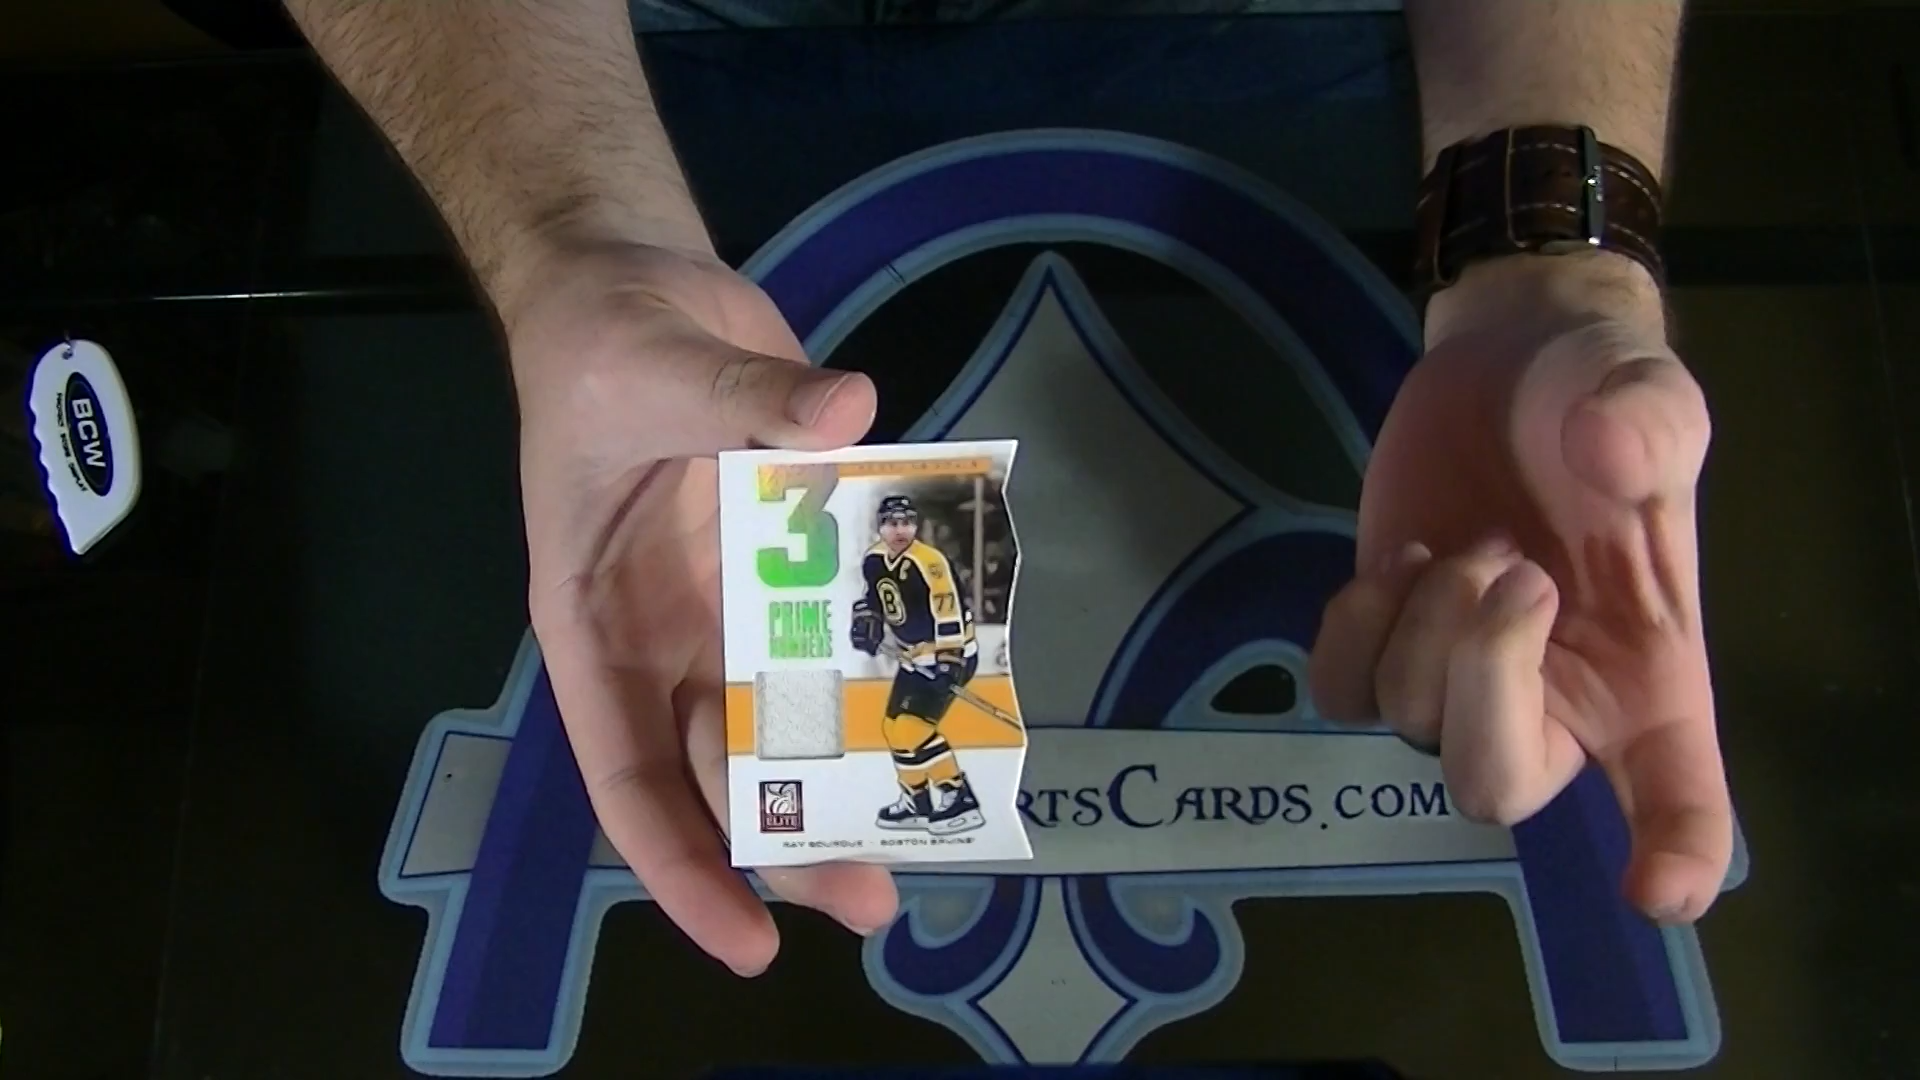 BCW
3
PRIME
NUMBERS
C
B
77
ELITE
RAY BOURQUE - BOSTON BRUINS
RTSCARDS.COM